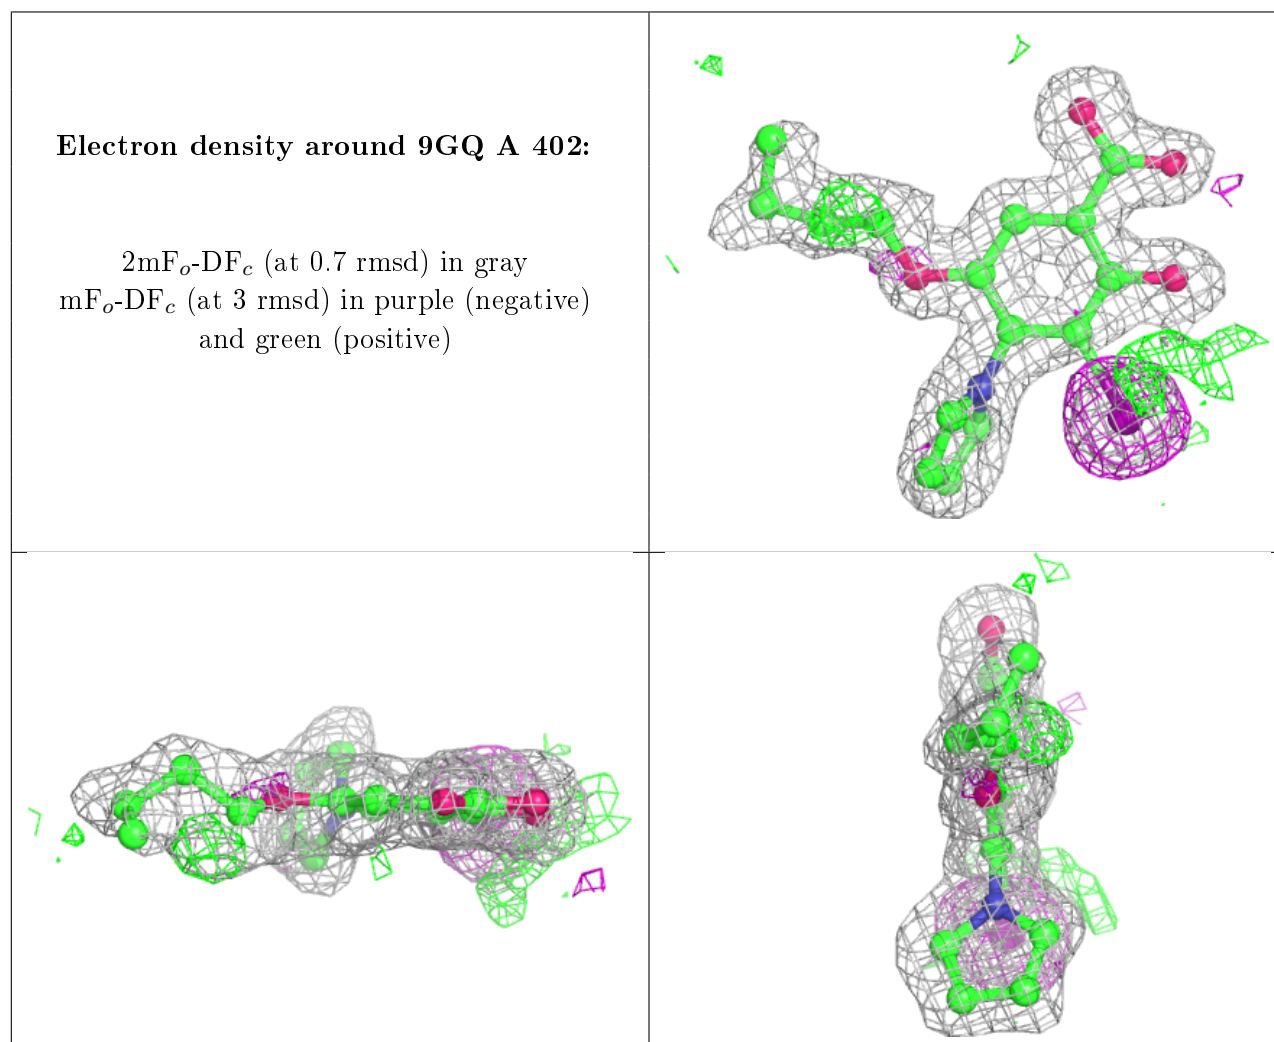 Electron density around 9GQ A 402:
2mFo-DFc (at 0.7 rmsd) in gray
mFo-DFc (at 3 rmsd) in purple (negative)
and green (positive)